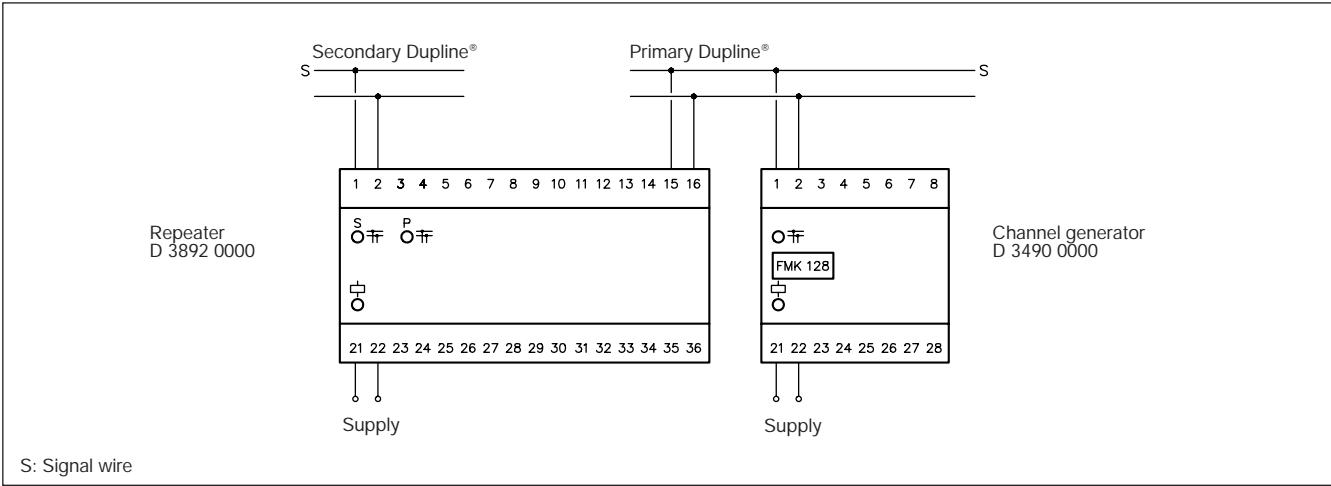 Secondary Dupline®
Primary Dupline®
S
S
1 2 3 4 5 6 7 8 9 10 11 12 13 14 15 16
1 2 3 4 5 6 7 8
S
P
Repeater
D 3892 0000
Channel generator
D 3490 0000
FMK 128
21 22 23 24 25 26 27 28 29 30 31 32 33 34 35 36
21 22 23 24 25 26 27 28
Supply
Supply
S: Signal wire